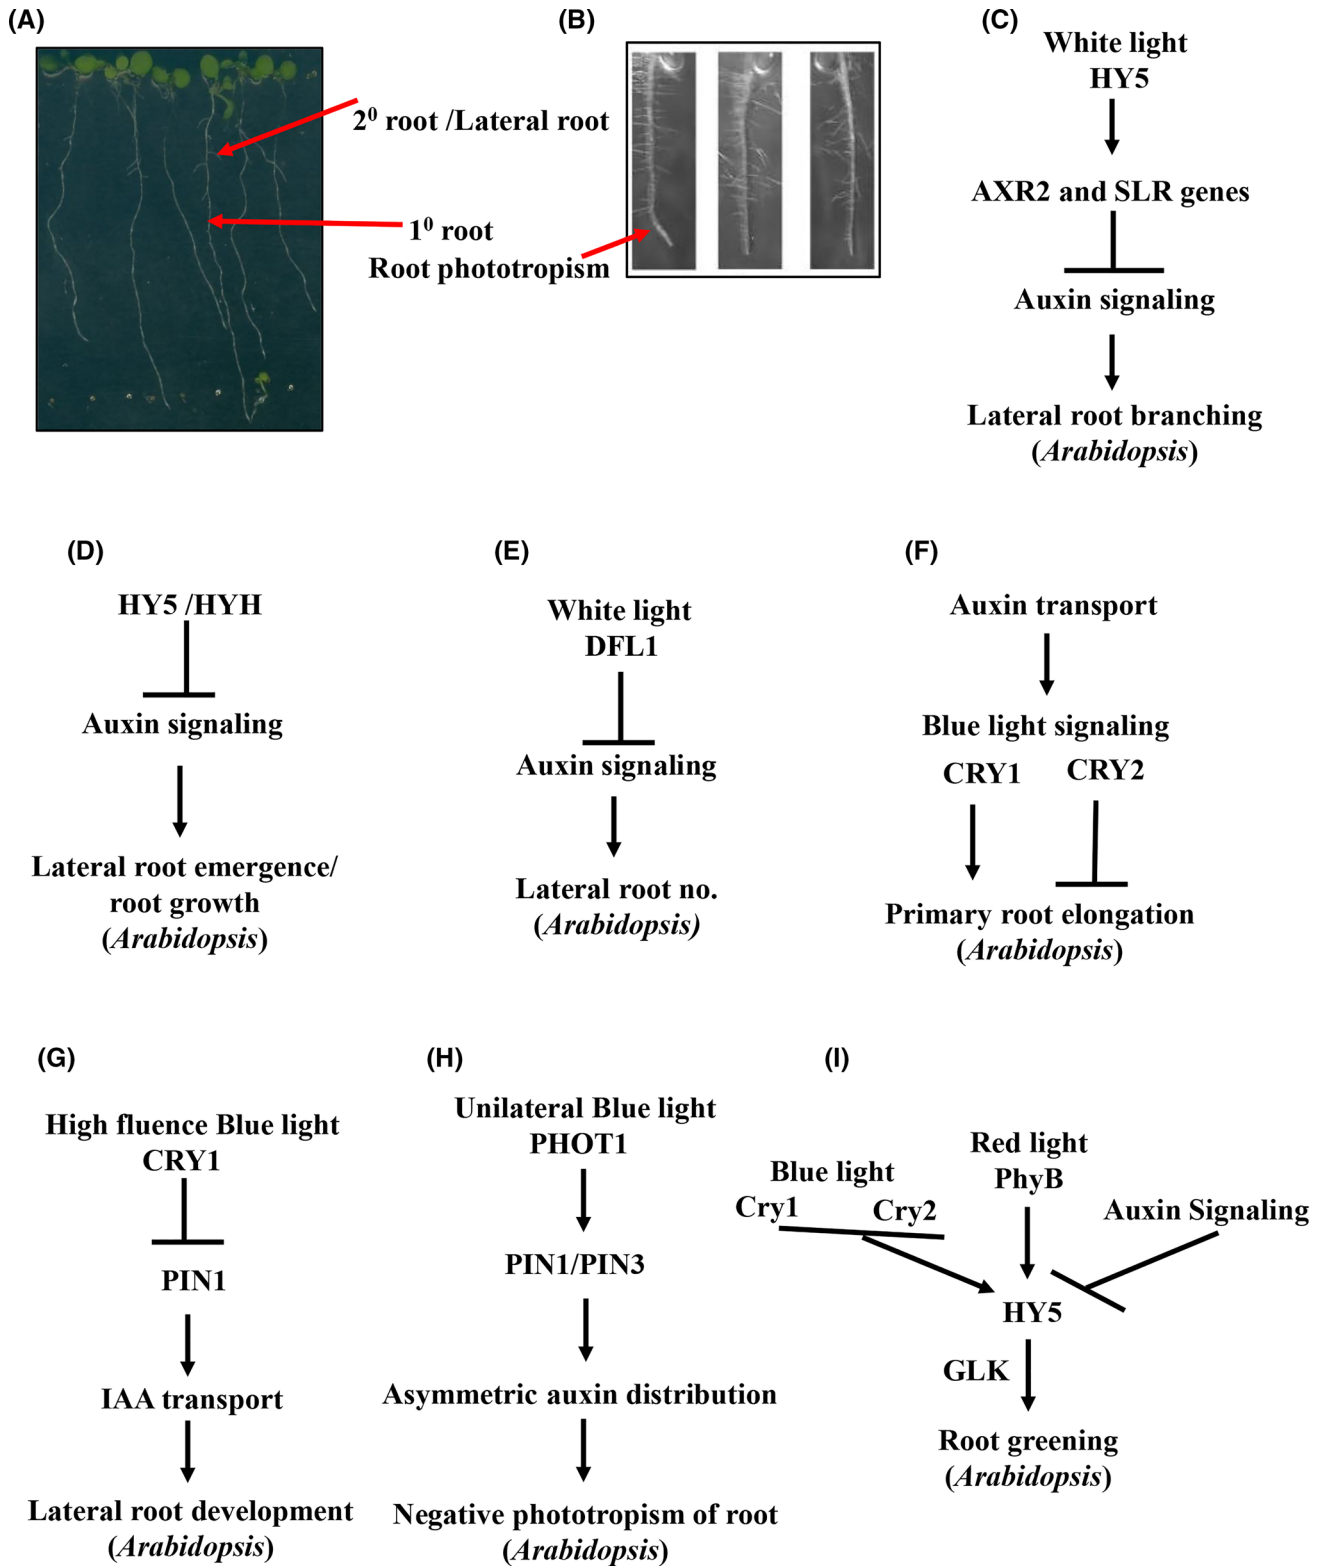 (A)
2⁰ root /Lateral root
1⁰ root
Root phototropism
(B)
(C)
White light
HY5
AXR2 and SLR genes
Auxin signaling
Lateral root branching
(Arabidopsis)
(D)
HY5 /HYH
Auxin signaling
Lateral root emergence/
root growth
(Arabidopsis)
(E)
White light
DFL1
Auxin signaling
Lateral root no.
(Arabidopsis)
(F)
Auxin transport
Blue light signaling
CRY1 CRY2
Primary root elongation
(Arabidopsis)
(G)
High fluence Blue light
CRY1
PIN1
IAA transport
Lateral root development
(Arabidopsis)
(H)
Unilateral Blue light
PHOT1
PIN1/PIN3
Asymmetric auxin distribution
Negative phototropism of root
(Arabidopsis)
(I)
Blue light
Cry1 Cry2
Red light
PhyB
Auxin Signaling
HY5
GLK
Root greening
(Arabidopsis)